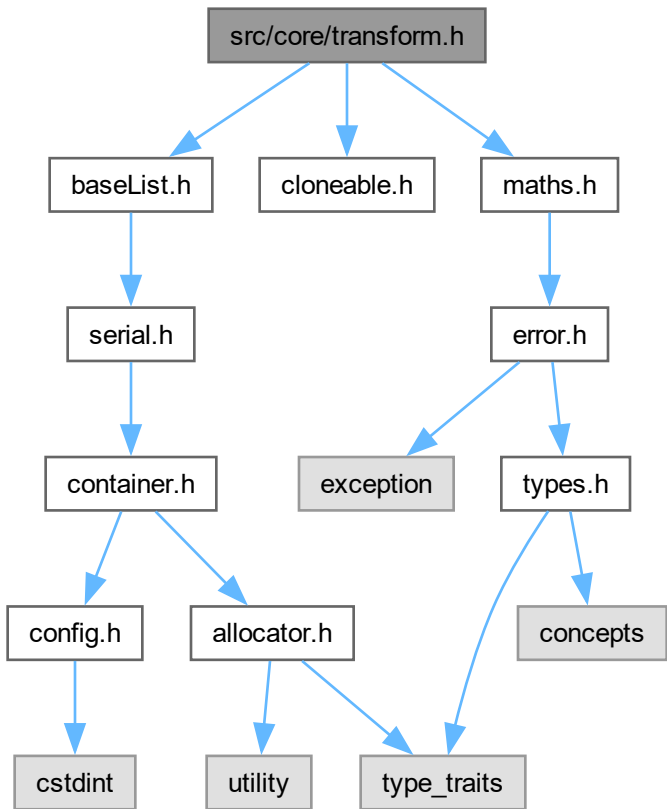 src/core/transform.h
baseList.h
cloneable.h
maths.h
serial.h
error.h
container.h
exception
types.h
config.h
allocator.h
concepts
cstdint
utility
type_traits